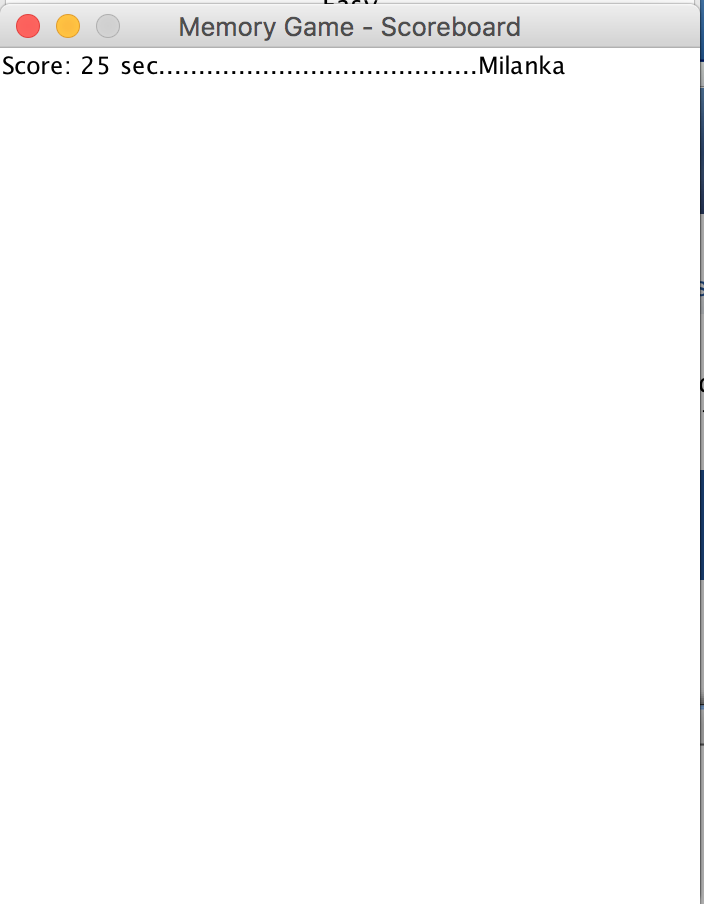 Memory Game - Scoreboard
Score: 25 sec........................................Milanka